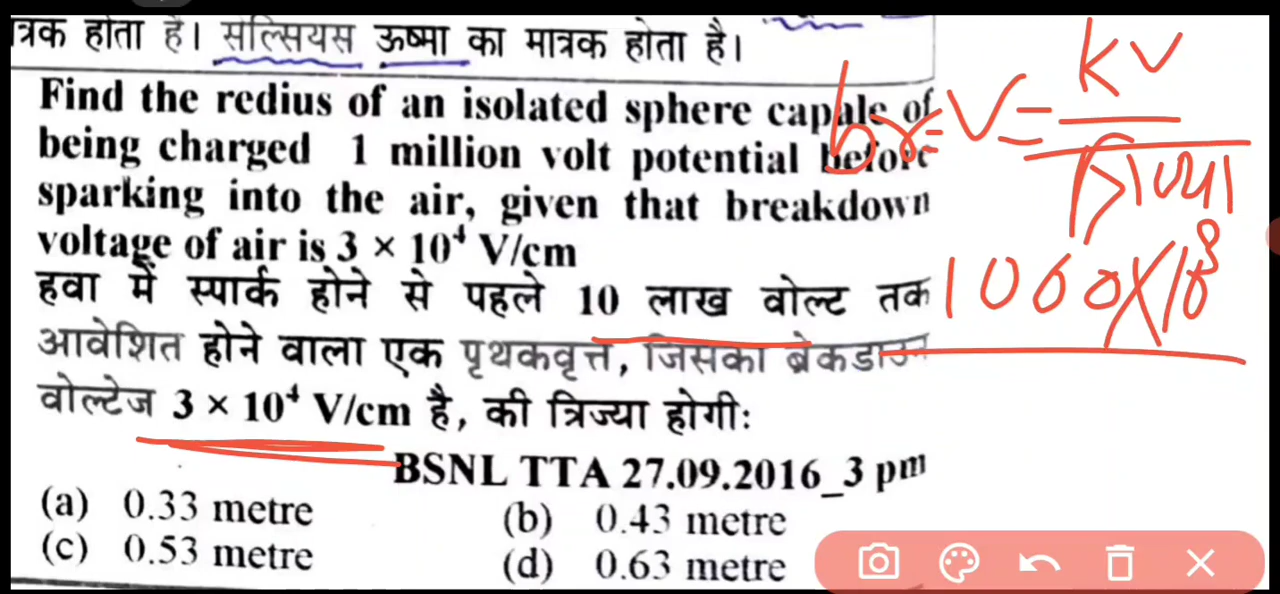 त्रक होता है। सेल्सियस ऊष्मा का मात्रक होता है।
Find the redius of an isolated sphere capale of
being charged 1 million volt potential before
sparking into the air, given that breakdown
voltage of air is 3 × 10⁴ V/cm
हवा में स्पार्क होने से पहले 10 लाख वोल्ट तक
आवेशित होने वाला एक पृथकवृत्त, जिसका ब्रेकडाउन
वोल्टेज 3 × 10⁴ V/cm है, की त्रिज्या होगीः
BSNL TTA 27.09.2016_3 pm
(a) 0.33 metre
(b) 0.43 metre
(c) 0.53 metre
(d) 0.63 metre
V = KV
1000×10³